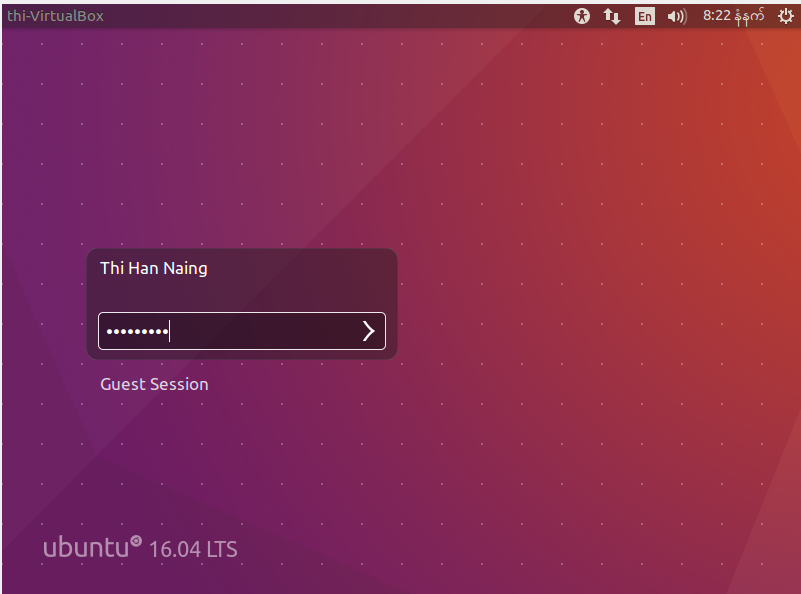 thi-VirtualBox En 8:22 နံနက်
Thi Han Naing
•••••••••
Guest Session
ubuntu 16.04 LTS